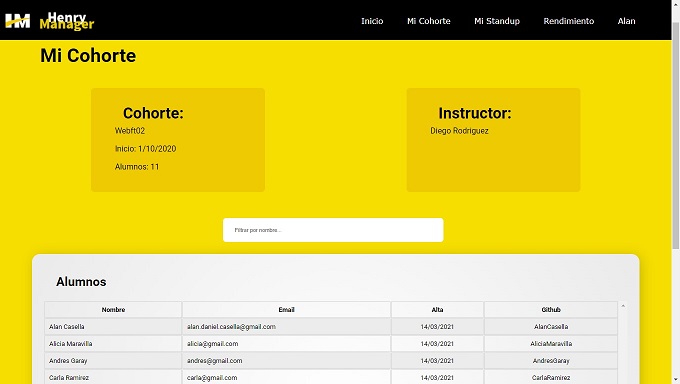 HM Henry Manager
Inicio Mi Cohorte Mi Standup Rendimiento Alan
Mi Cohorte
Cohorte:
Webft02
Inicio: 1/10/2020
Alumnos: 11
Instructor:
Diego Rodriguez
Filtrar por nombre...
Alumnos
Nombre Email Alta Github
Alan Casella alan.daniel.casella@gmail.com 14/03/2021 AlanCasella
Alicia Maravilla alicia@gmail.com 14/03/2021 AliciaMaravilla
Andres Garay andres@gmail.com 14/03/2021 AndresGaray
Carla Ramirez carla@gmail.com 14/03/2021 CarlaRamirez